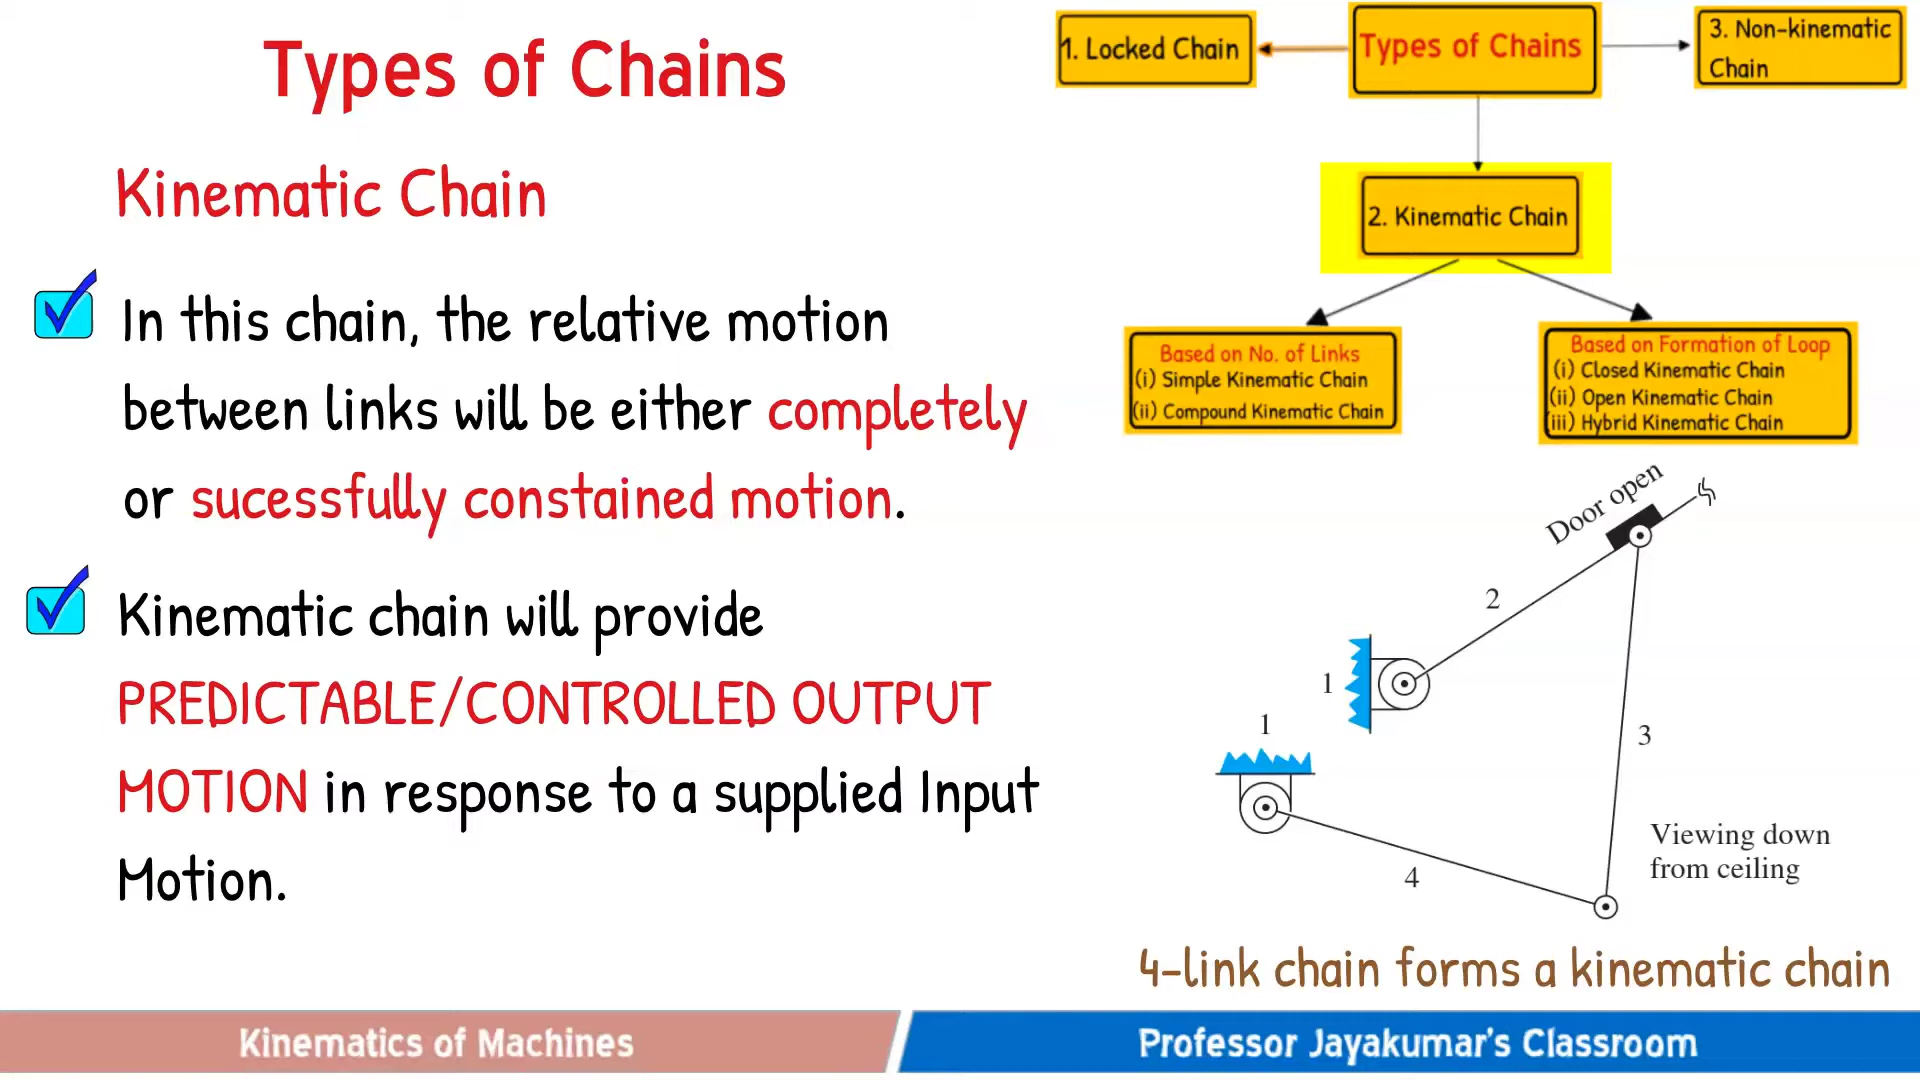 Types of Chains
Kinematic Chain
In this chain, the relative motion
between links will be either completely
or sucessfully constained motion.
Kinematic chain will provide
PREDICTABLE/CONTROLLED OUTPUT
MOTION in response to a supplied Input
Motion.
1. Locked Chain
Types of Chains
3. Non-kinematic
Chain
2. Kinematic Chain
Based on No. of Links
(i) Simple Kinematic Chain
(ii) Compound Kinematic Chain
Based on Formation of Loop
(i) Closed Kinematic Chain
(ii) Open Kinematic Chain
(iii) Hybrid Kinematic Chain
Door open
2
1
1
3
4
Viewing down
from ceiling
4-link chain forms a kinematic chain
Kinematics of Machines
Professor Jayakumar's Classroom